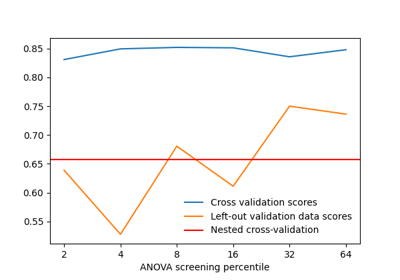 0.85
0.80
0.75
0.70
0.65
0.60
0.55
Cross validation scores
Left-out validation data scores
Nested cross-validation
2 4 8 16 32 64
ANOVA screening percentile